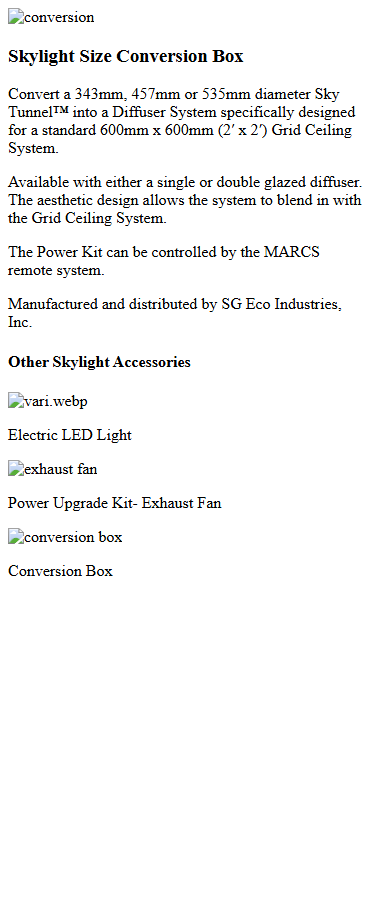 conversion
Skylight Size Conversion Box
Convert a 343mm, 457mm or 535mm diameter Sky
Tunnel™ into a Diffuser System specifically designed
for a standard 600mm x 600mm (2′ x 2′) Grid Ceiling
System.
Available with either a single or double glazed diffuser.
The aesthetic design allows the system to blend in with
the Grid Ceiling System.
The Power Kit can be controlled by the MARCS
remote system.
Manufactured and distributed by SG Eco Industries,
Inc.
Other Skylight Accessories
vari.webp
Electric LED Light
exhaust fan
Power Upgrade Kit- Exhaust Fan
conversion box
Conversion Box